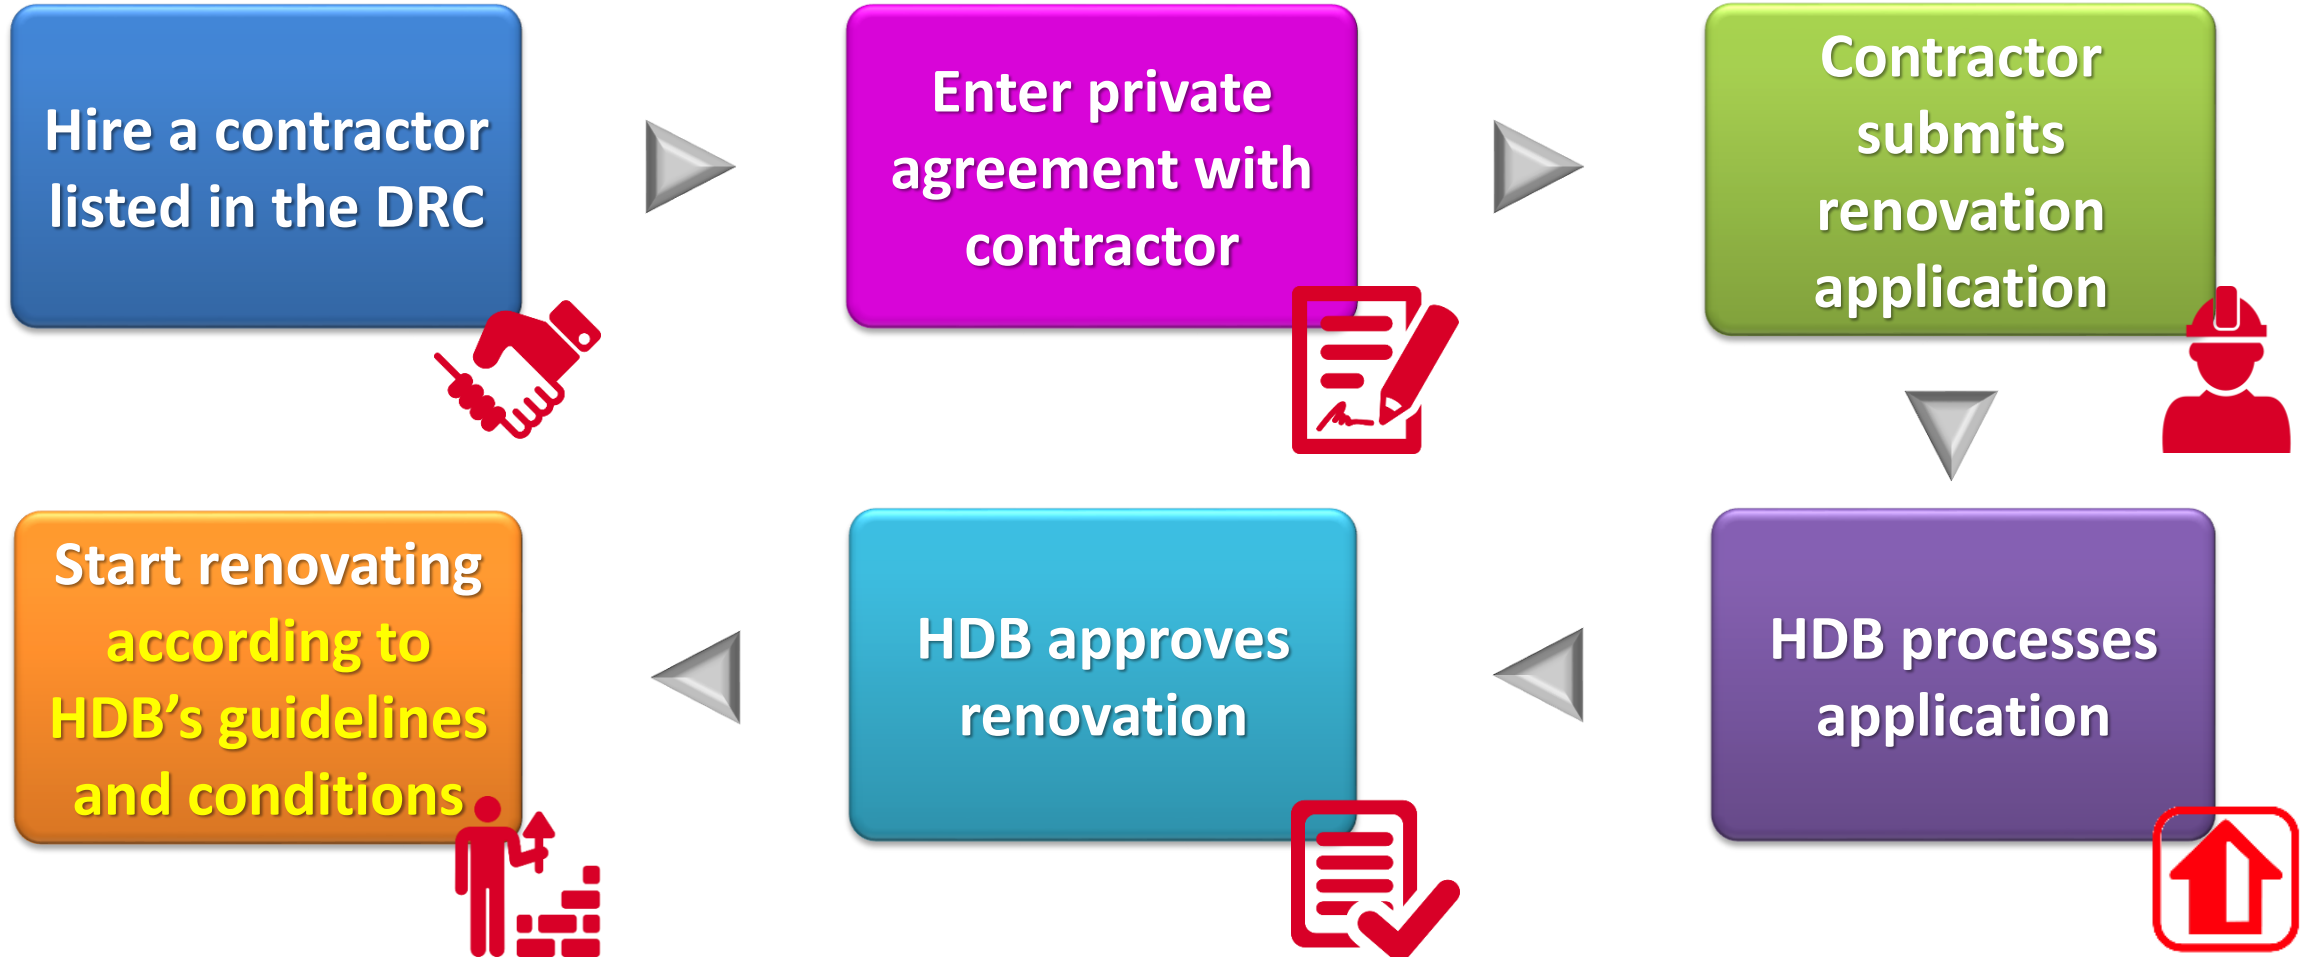 Hire a contractor
listed in the DRC
Enter private
agreement with
contractor
Contractor
submits
renovation
application
HDB processes
application
HDB approves
renovation
Start renovating
according to
HDB’s guidelines
and conditions